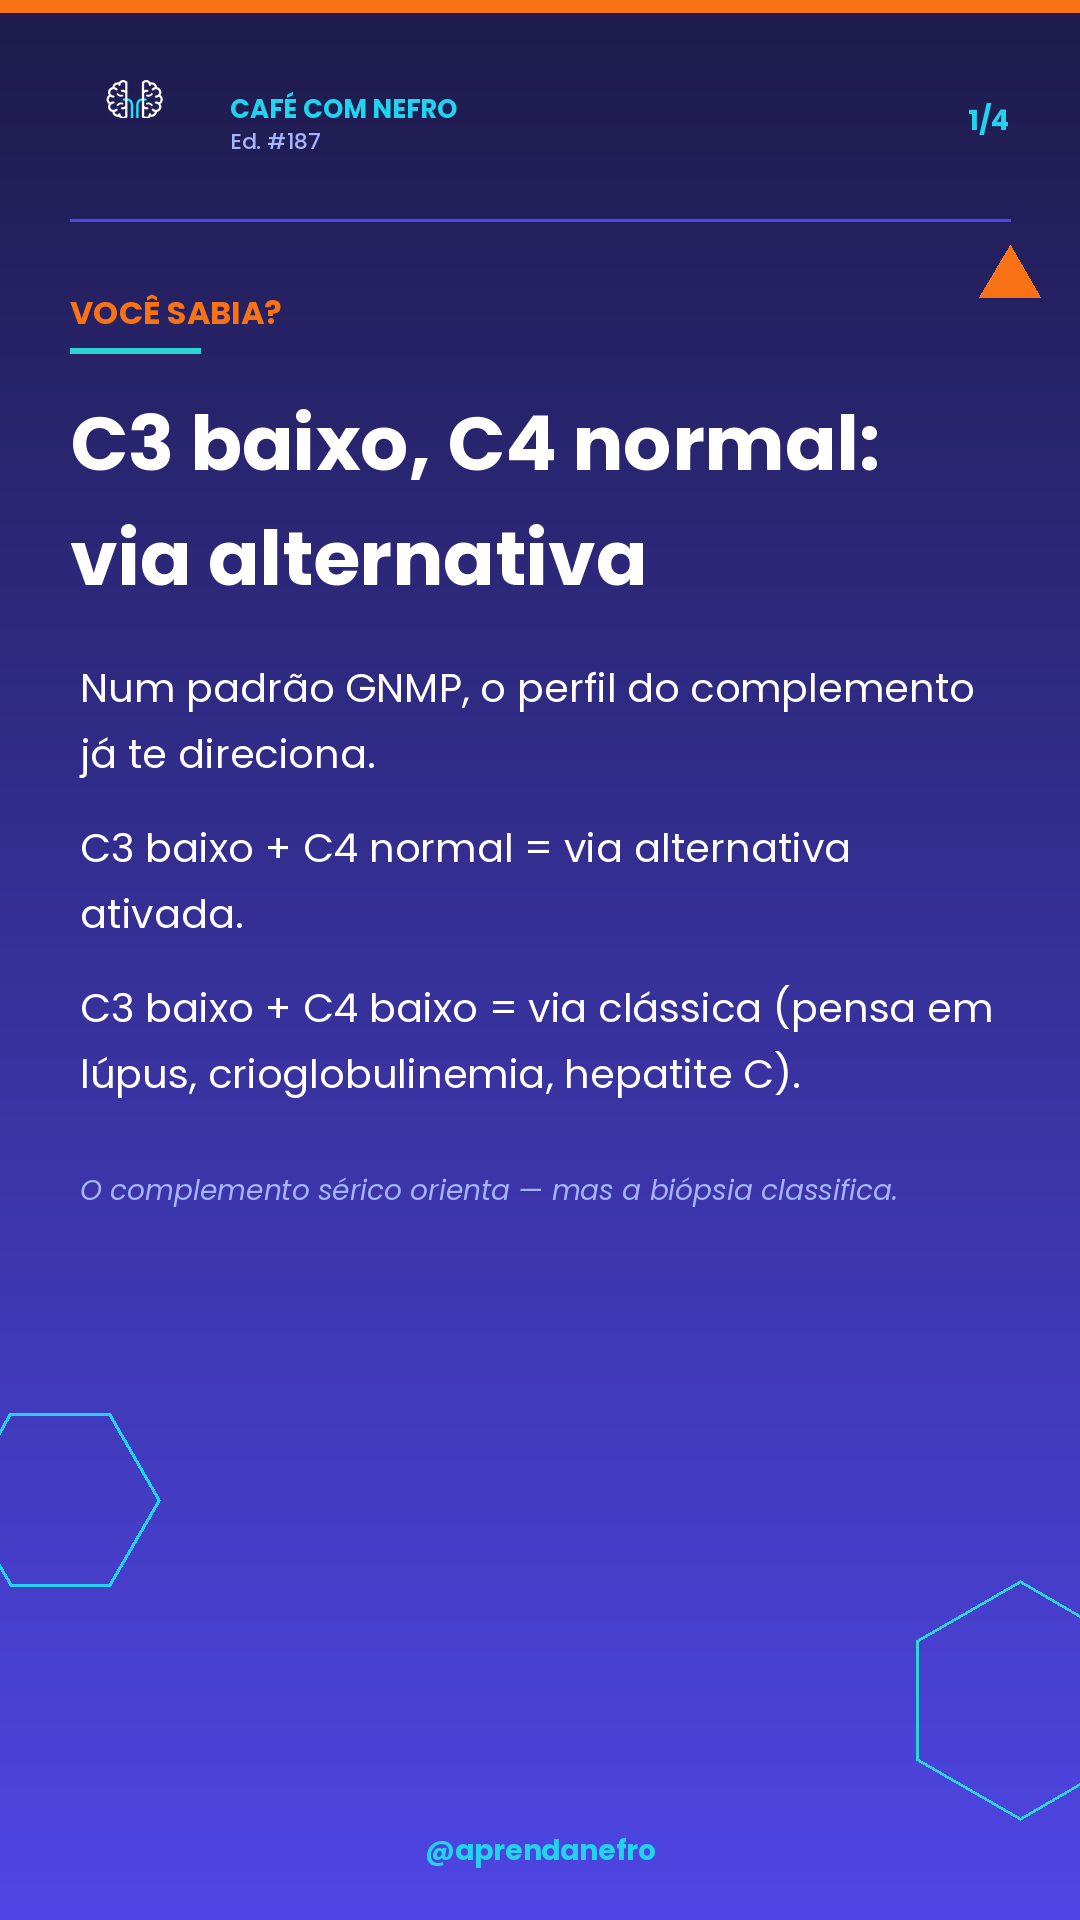 CAFÉ COM NEFRO
Ed. #187
1/4
VOCÊ SABIA?
C3 baixo, C4 normal:
via alternativa
Num padrão GNMP, o perfil do complemento
já te direciona.
C3 baixo + C4 normal = via alternativa
ativada.
C3 baixo + C4 baixo = via clássica (pensa em
lúpus, crioglobulinemia, hepatite C).
O complemento sérico orienta — mas a biópsia classifica.
@aprendanefro